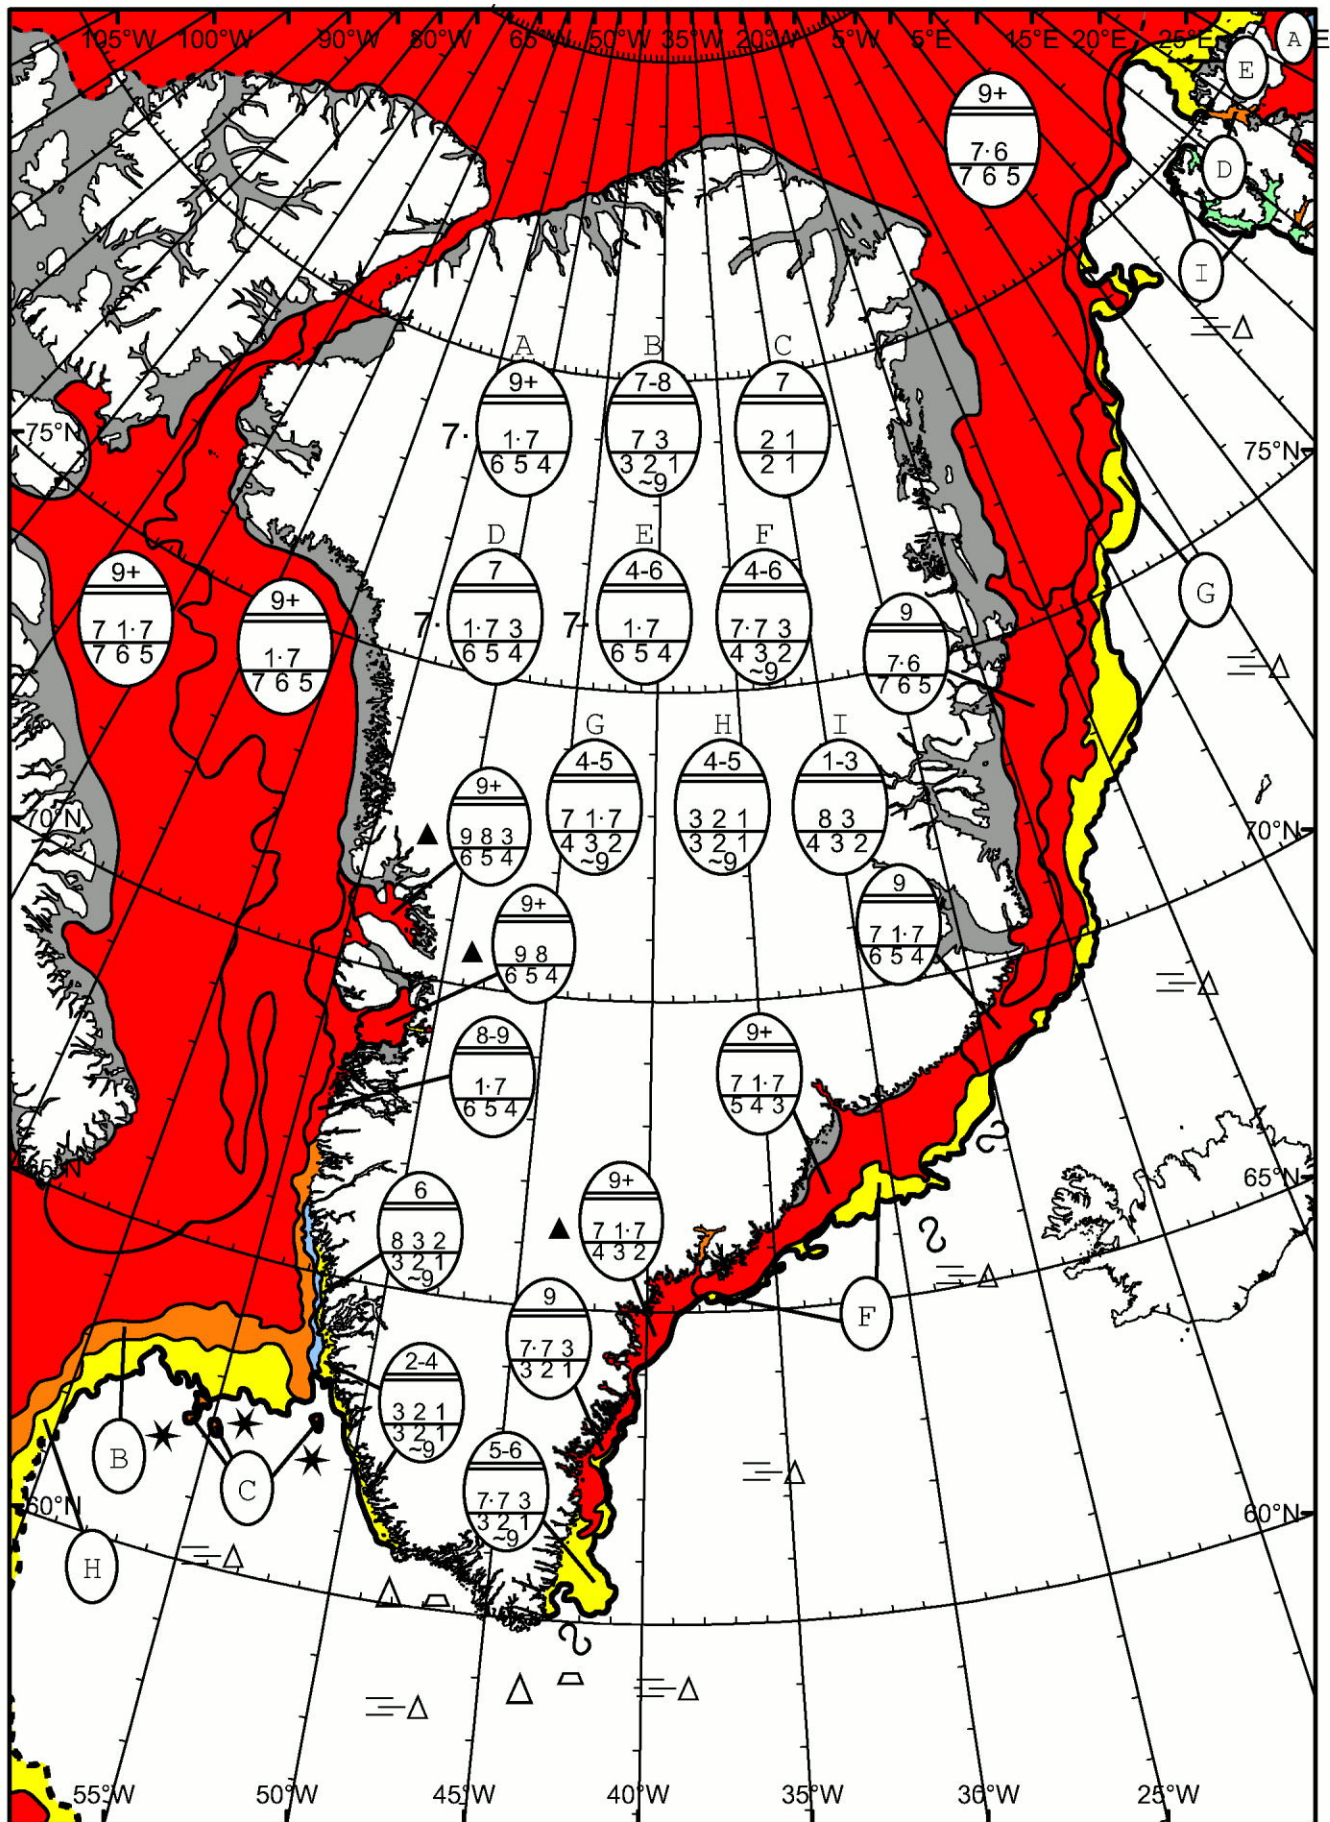 105°W 100°W 90°W 80°W 65°W 50°W 35°W 20°W 5°W 5°E 15°E 20°E 25°E E
A
E
9+
7·6
7 6 5
D
I
A B C
9+ 7-8 7
7· 1·7 7 3 2 1
6 5 4 3 2 1 2 1
~9
75°N 75°N
D E F
7 4-6 4-6
7· 1·7 3 7· 1·7 7·7 3
6 5 4 6 5 4 4 3 2
~9
9+
7 1·7
7 6 5
9+
1·7
7 6 5
9
7·6
7 6 5
G
G H I
4-5 4-5 1-3
7 1·7 3 2 1 8 3
4 3 2 3 2 1 4 3 2
~9 ~9
70°N 70°N
9+
9 8 3
6 5 4
9+
9 8
6 5 4
9
7 1·7
6 5 4
8-9
1·7
6 5 4
9+
7 1·7
5 4 3
65°N 65°N
6
8 3 2
3 2 1
~9
9+
7 1·7
4 3 2
9
7·7 3
3 2 1
F
2-4
3 2 1
3 2 1
~9
5-6
7·7 3
3 2 1
~9
B
C
H
60°N 60°N
55°W 50°W 45°W 40°W 35°W 30°W 25°W